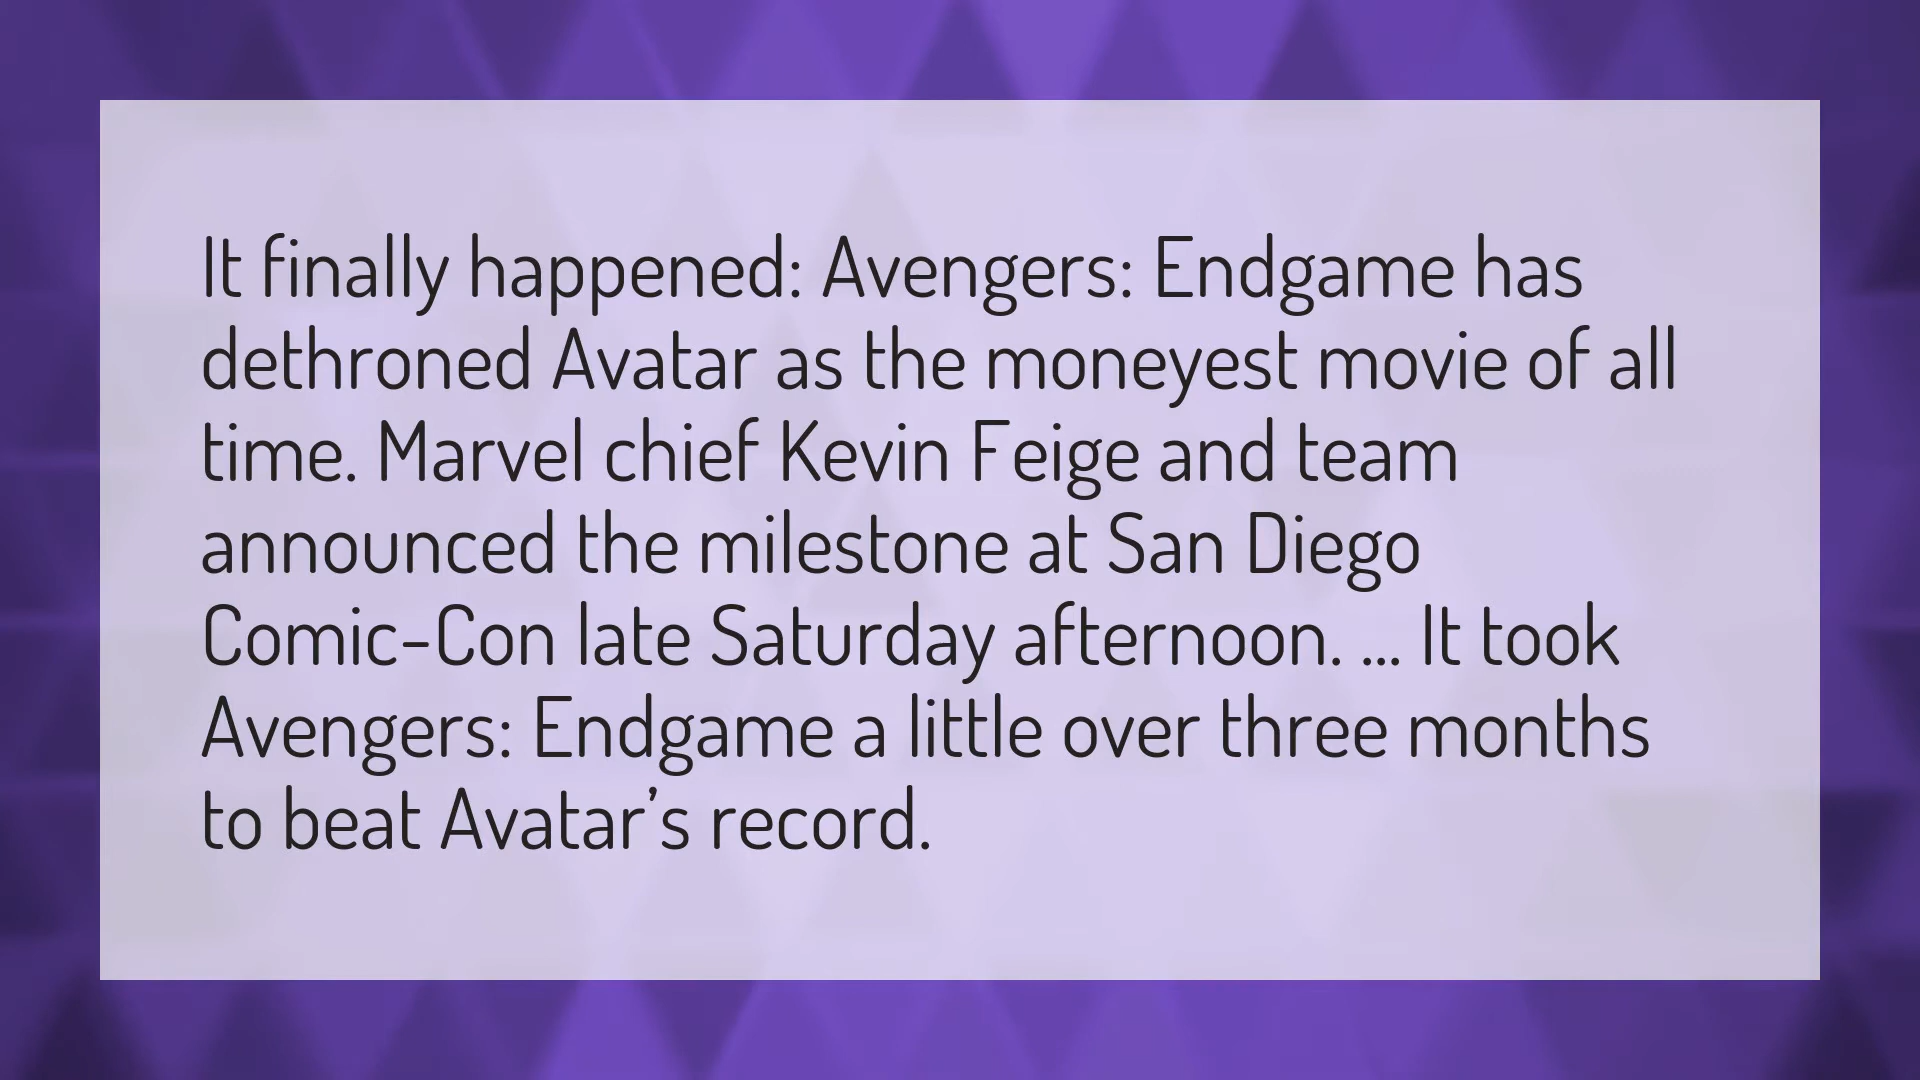 It finally happened: Avengers: Endgame has
dethroned Avatar as the moneyest movie of all
time. Marvel chief Kevin Feige and team
announced the milestone at San Diego
Comic-Con late Saturday afternoon. ... It took
Avengers: Endgame a little over three months
to beat Avatar’s record.